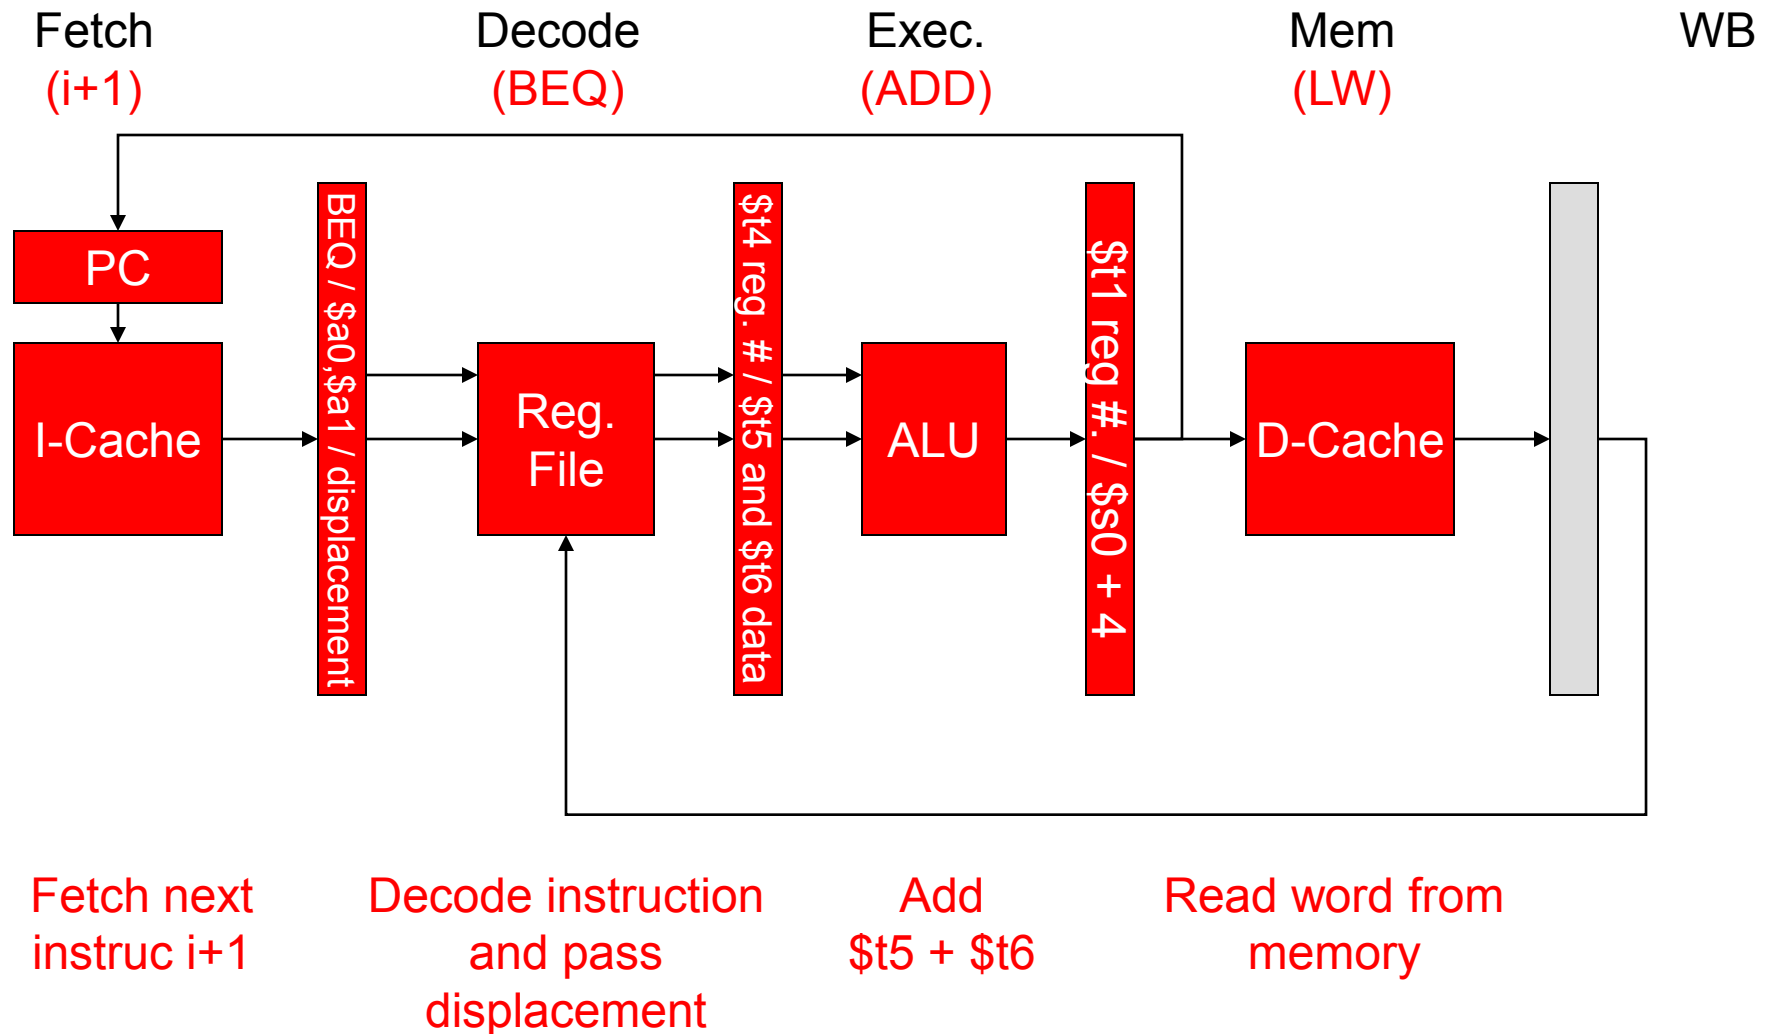 Fetch
(i+1)
Decode
(BEQ)
Exec.
(ADD)
Mem
(LW)
WB
PC
I-Cache
BEQ / $a0,$a1 / displacement
Reg.
File
$t4 reg. # / $t5 and $t6 data
ALU
$t1 reg #. / $s0 + 4
D-Cache
Fetch next
instruc i+1
Decode instruction
and pass
displacement
Add
$t5 + $t6
Read word from
memory